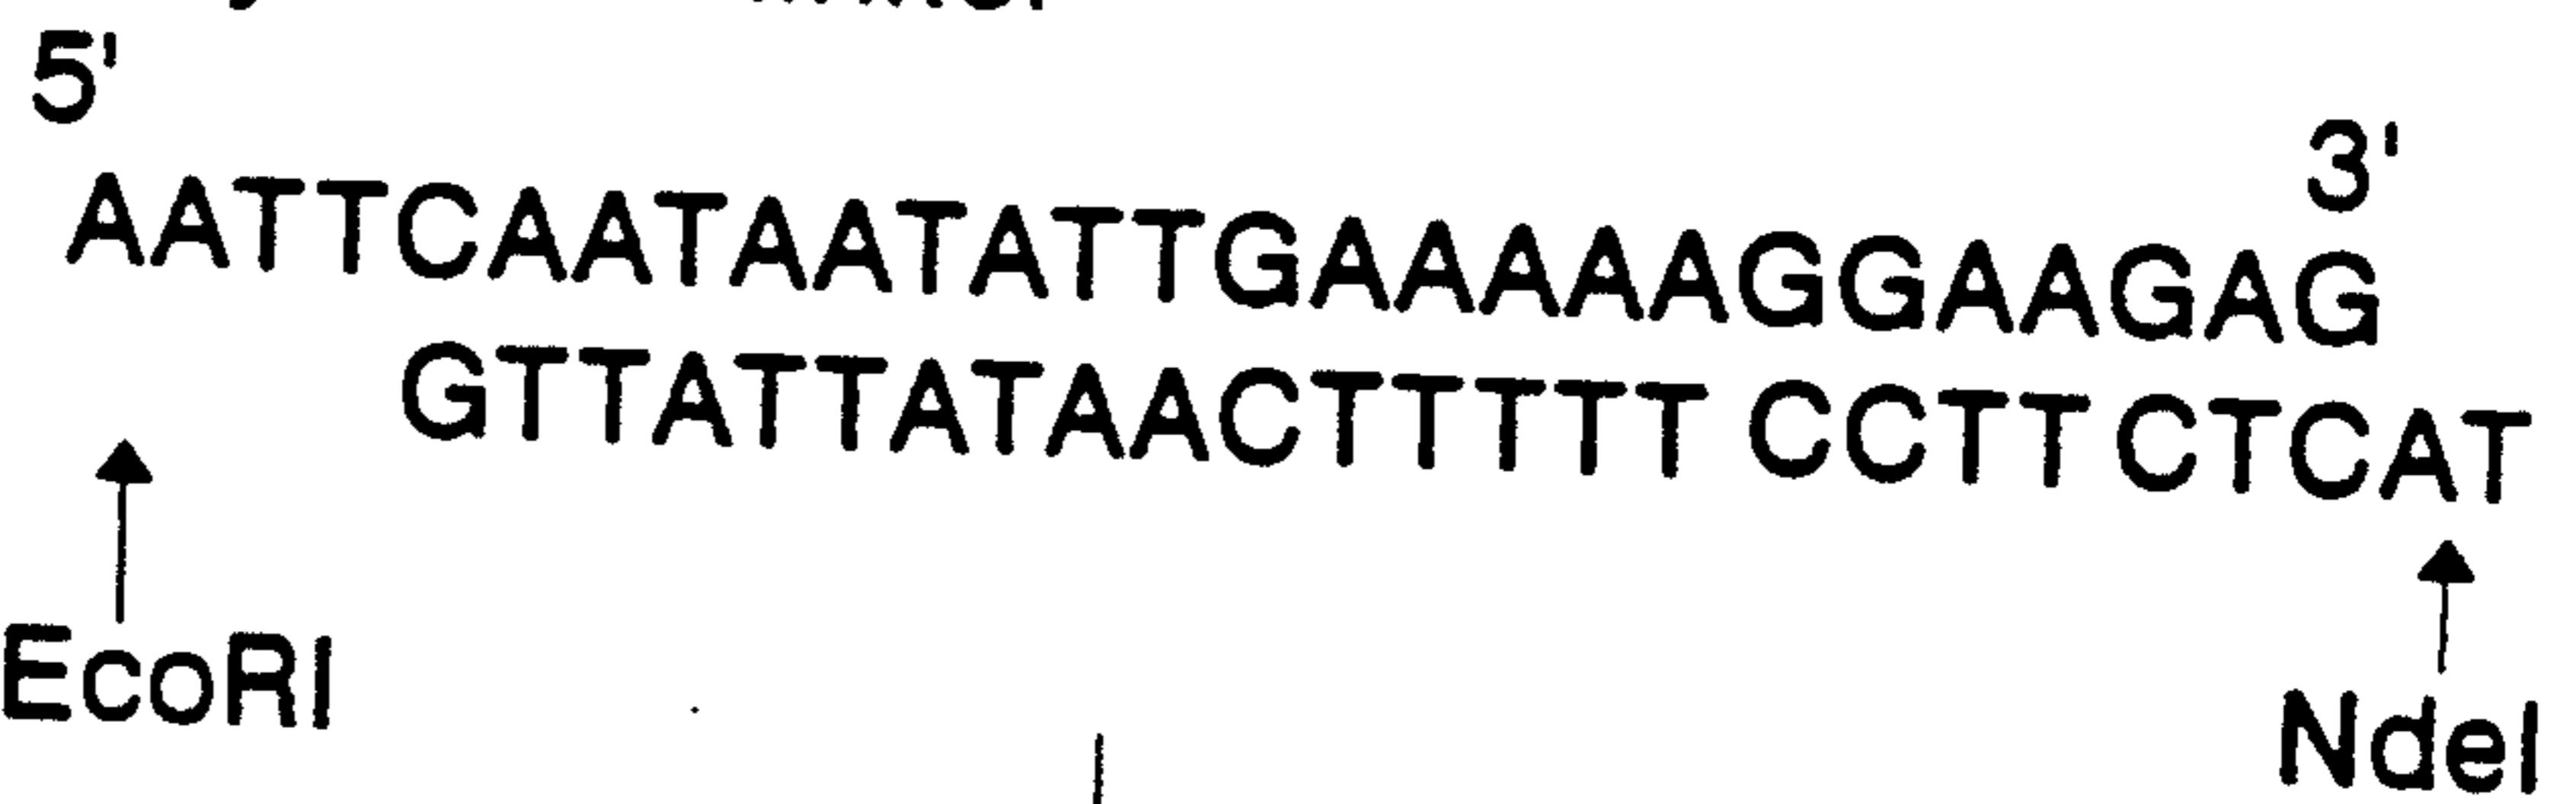 5'
3'
AATTCAATAATATTGAAAAAGGAAGAG
GTTATTATAACTTTTT CCTT CTCAT
EcoRI
NdeI